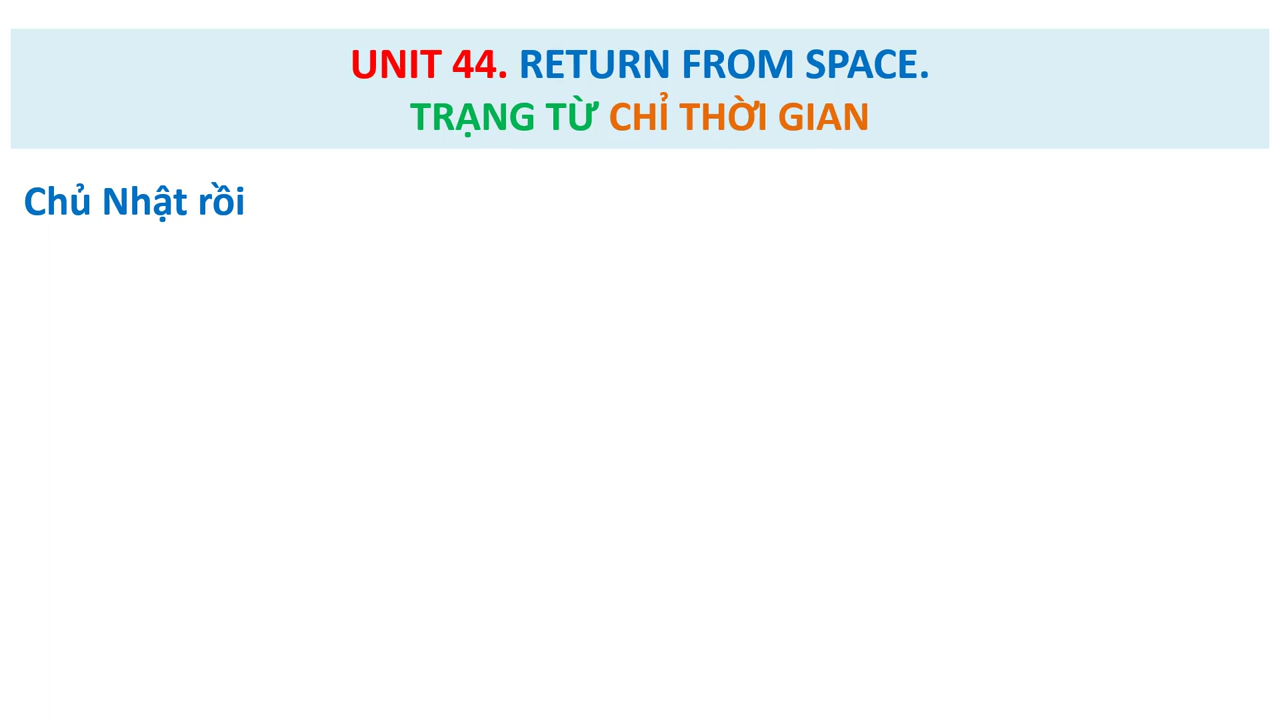 UNIT 44. RETURN FROM SPACE.
TRẠNG TỪ CHỈ THỜI GIAN
Chủ Nhật rồi